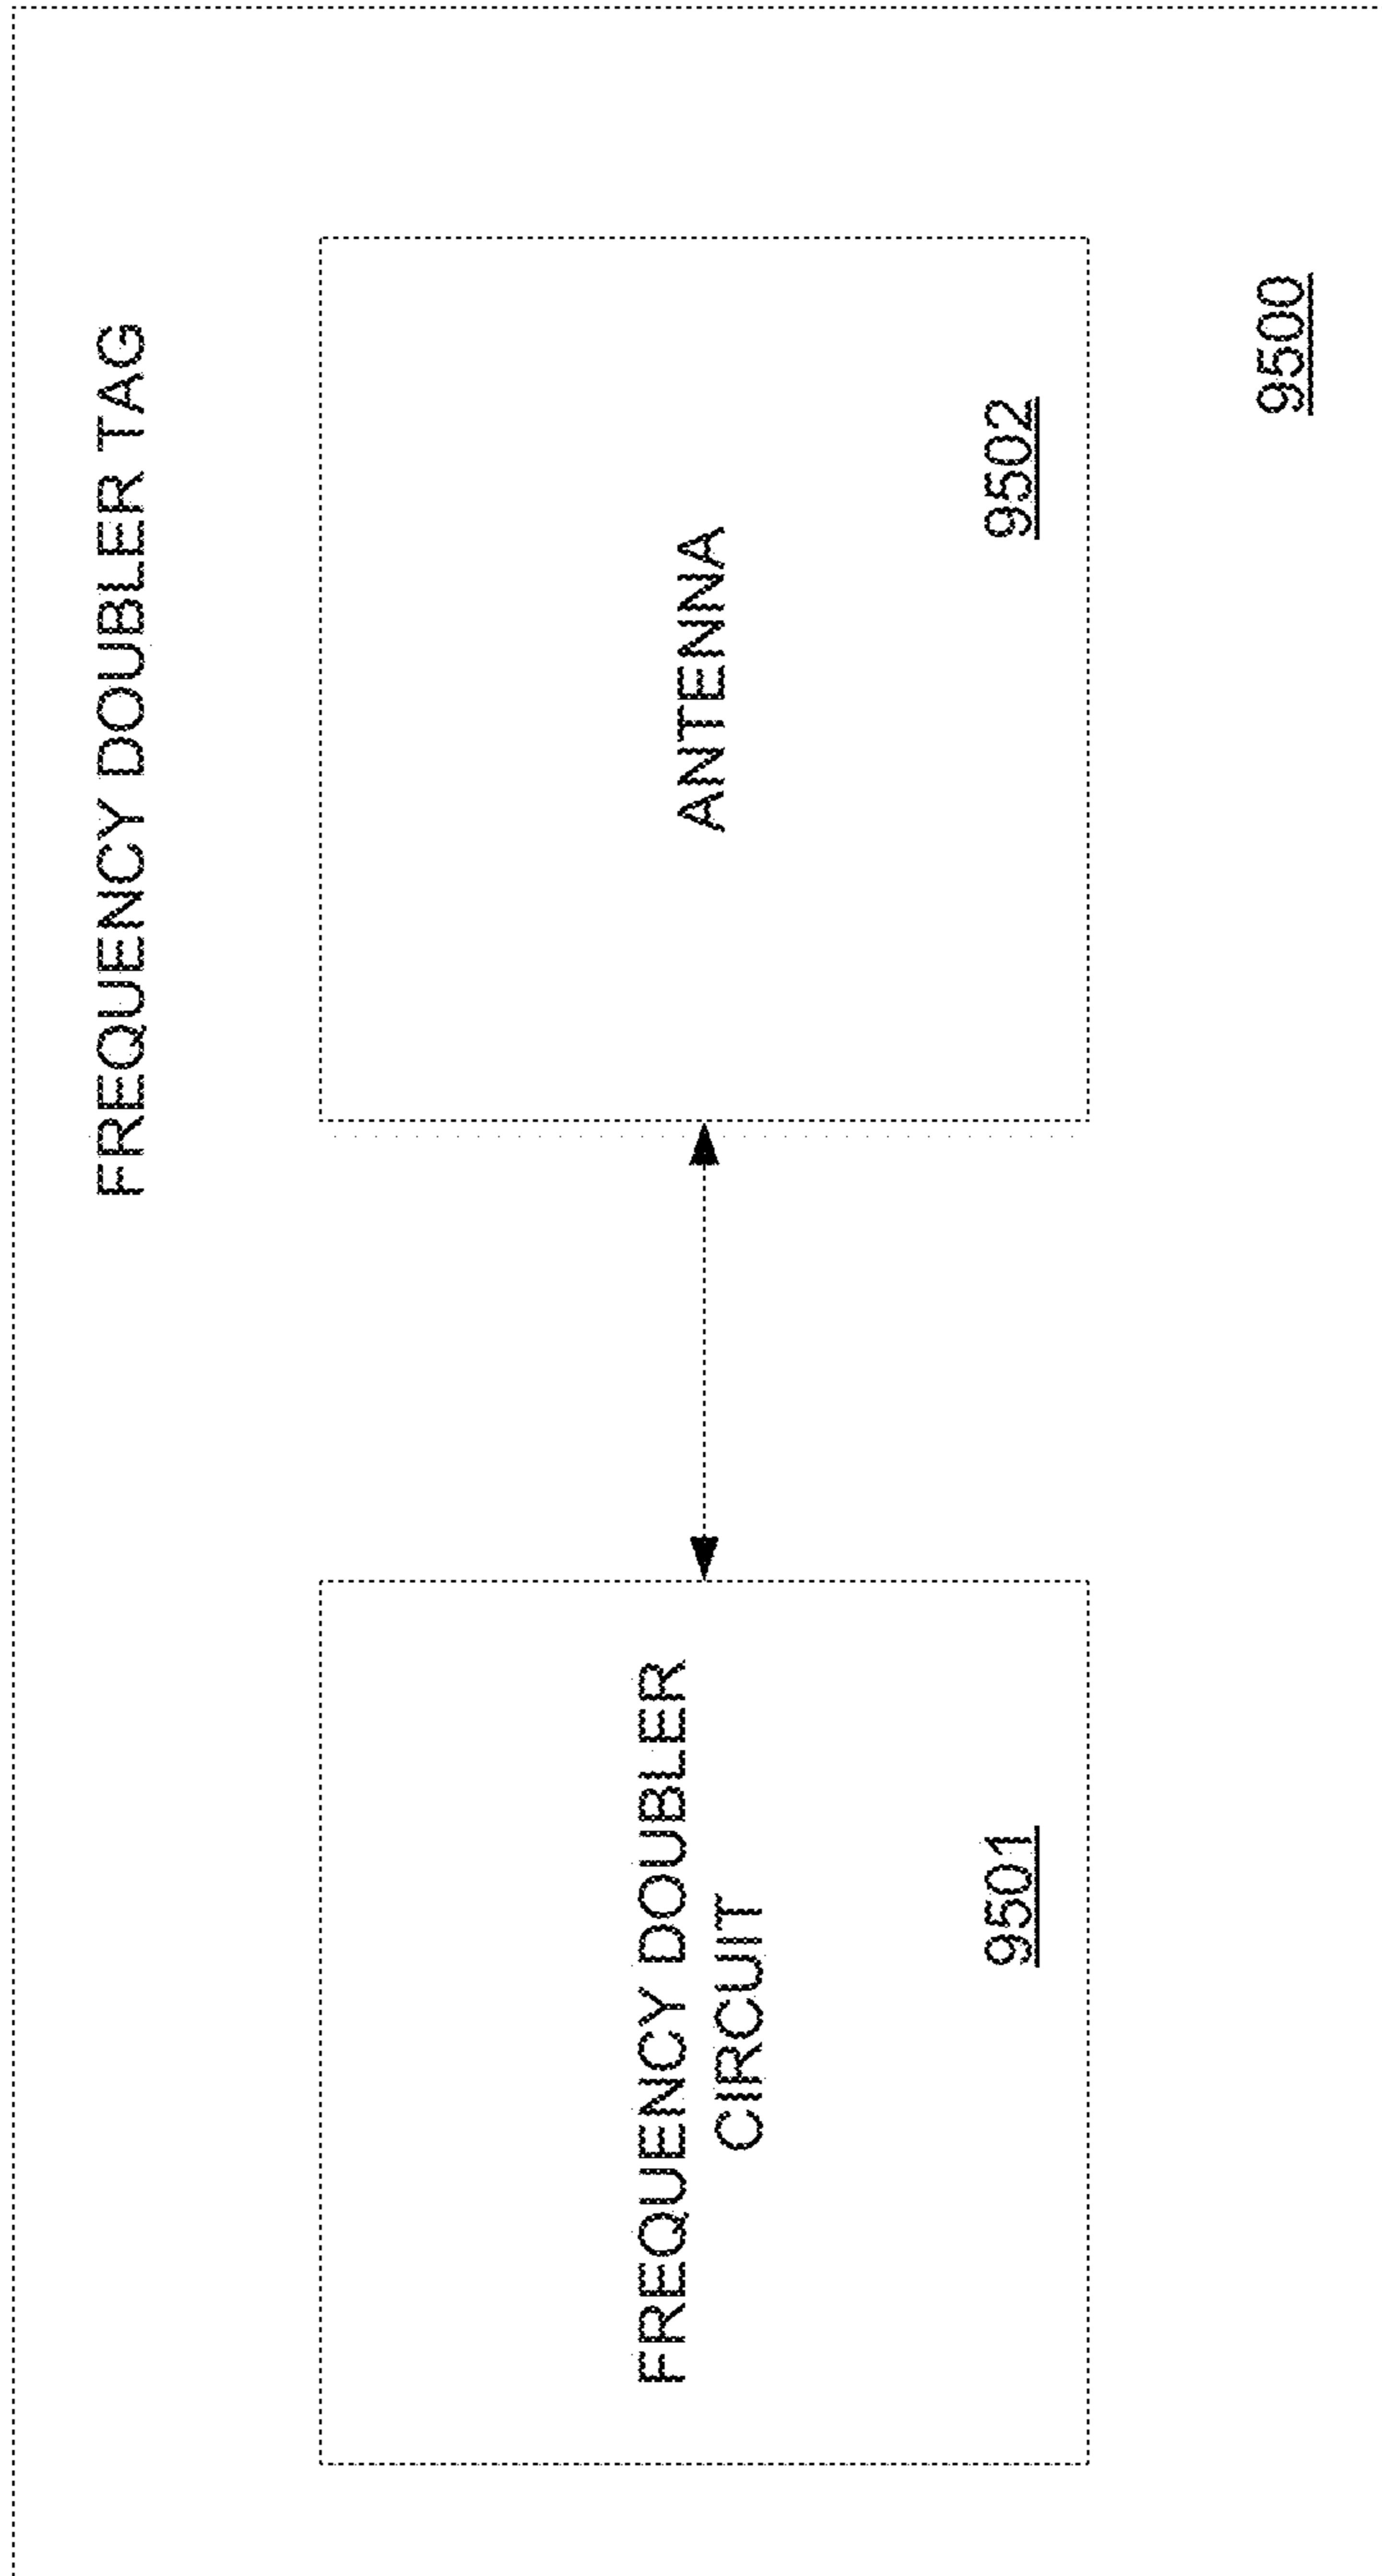 FREQUENCY DOUBLER TAG
FREQUENCY DOUBLER
CIRCUIT
9501
ANTENNA
9502
9500